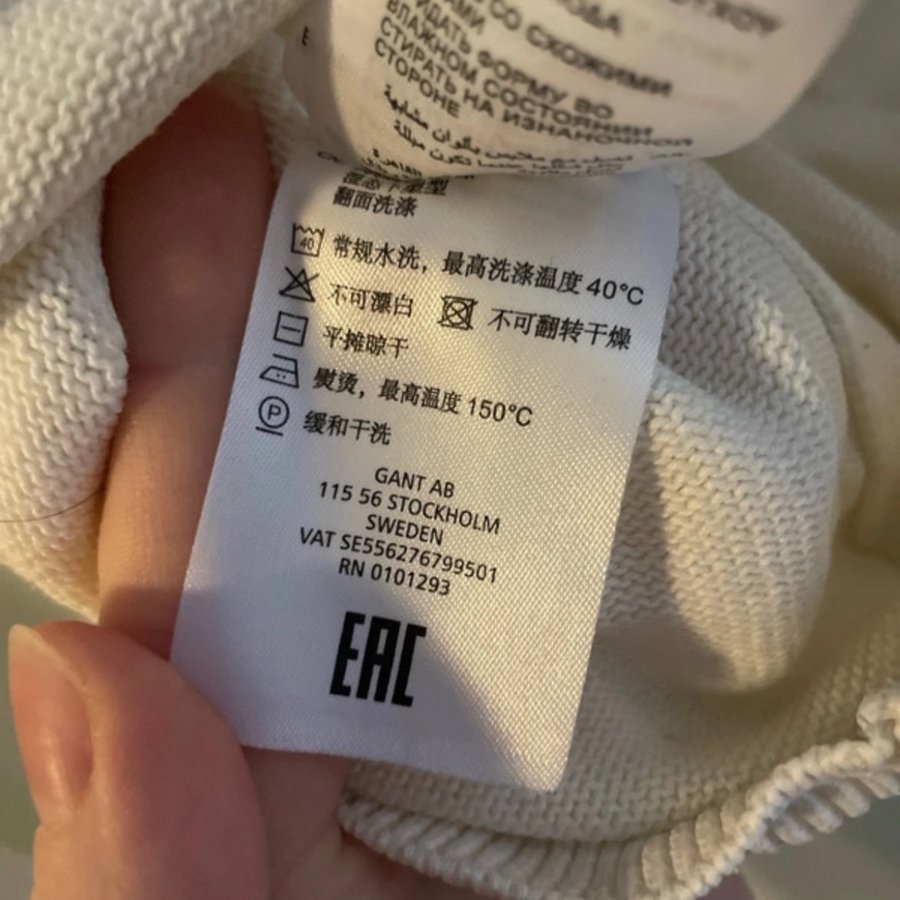 СО СХОЖИМИ
ФОРМУ ВО
ВЛАЖНОМ СОСТОЯНИИ
СТИРАТЬ НА ИЗНАНОЧНОЙ
СТОРОНЕ
翻面洗涤
40 常规水洗，最高洗涤温度 40°C
不可漂白 不可翻转干燥
平摊晾干
熨烫，最高温度 150°C
P 缓和干洗
GANT AB
115 56 STOCKHOLM
SWEDEN
VAT SE556276799501
RN 0101293
EAC